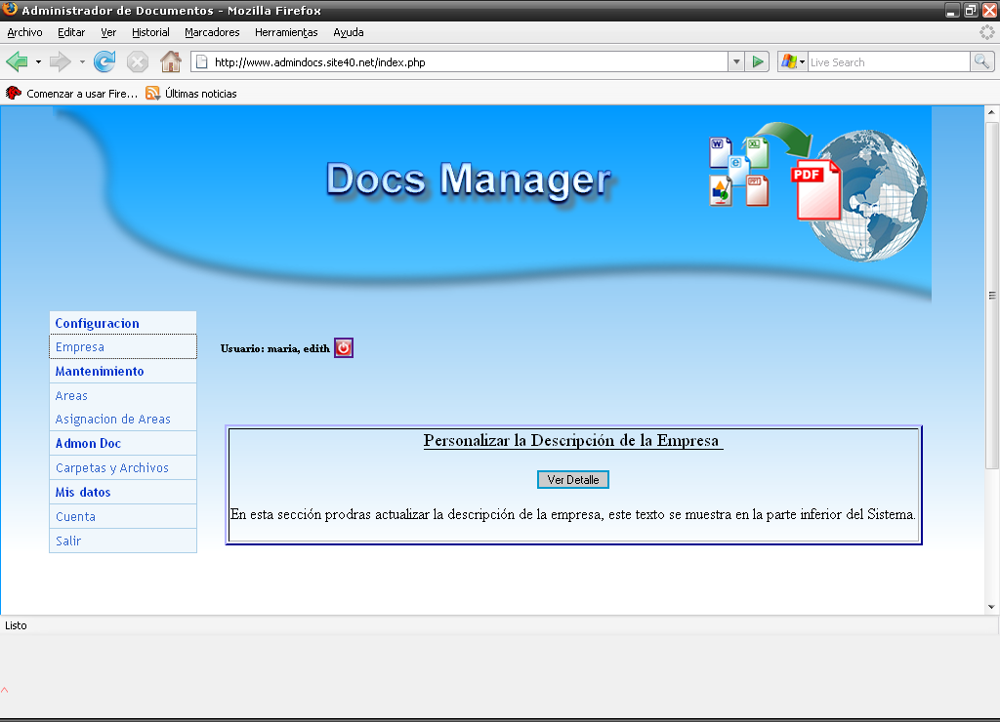 Administrador de Documentos - Mozilla Firefox
Archivo Editar Ver Historial Marcadores Herramientas Ayuda
http://www.admindocs.site40.net/index.php Live Search
Comenzar a usar Fire... Últimas noticias
Docs Manager
W XL
e
PPT
PDF
Configuracion
Empresa
Usuario: maria, edith
Mantenimiento
Areas
Asignacion de Areas
Admon Doc
Carpetas y Archivos
Mis datos
Cuenta
Salir
Personalizar la Descripción de la Empresa
Ver Detalle
En esta sección prodras actualizar la descripción de la empresa, este texto se muestra en la parte inferior del Sistema.
Listo